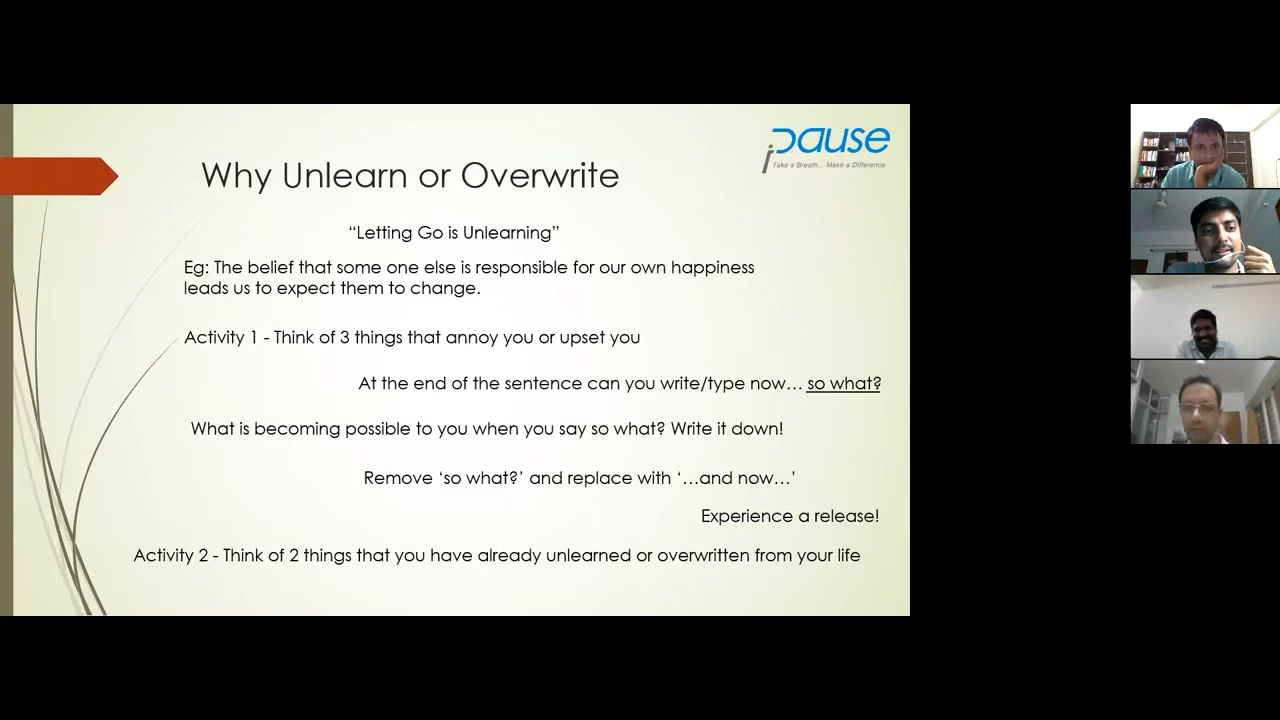 iPause
Take a Breath... Make a Difference
Why Unlearn or Overwrite
“Letting Go is Unlearning”
Eg: The belief that some one else is responsible for our own happiness
leads us to expect them to change.
Activity 1 - Think of 3 things that annoy you or upset you
At the end of the sentence can you write/type now… so what?
What is becoming possible to you when you say so what? Write it down!
Remove ‘so what?’ and replace with ‘…and now…’
Experience a release!
Activity 2 - Think of 2 things that you have already unlearned or overwritten from your life